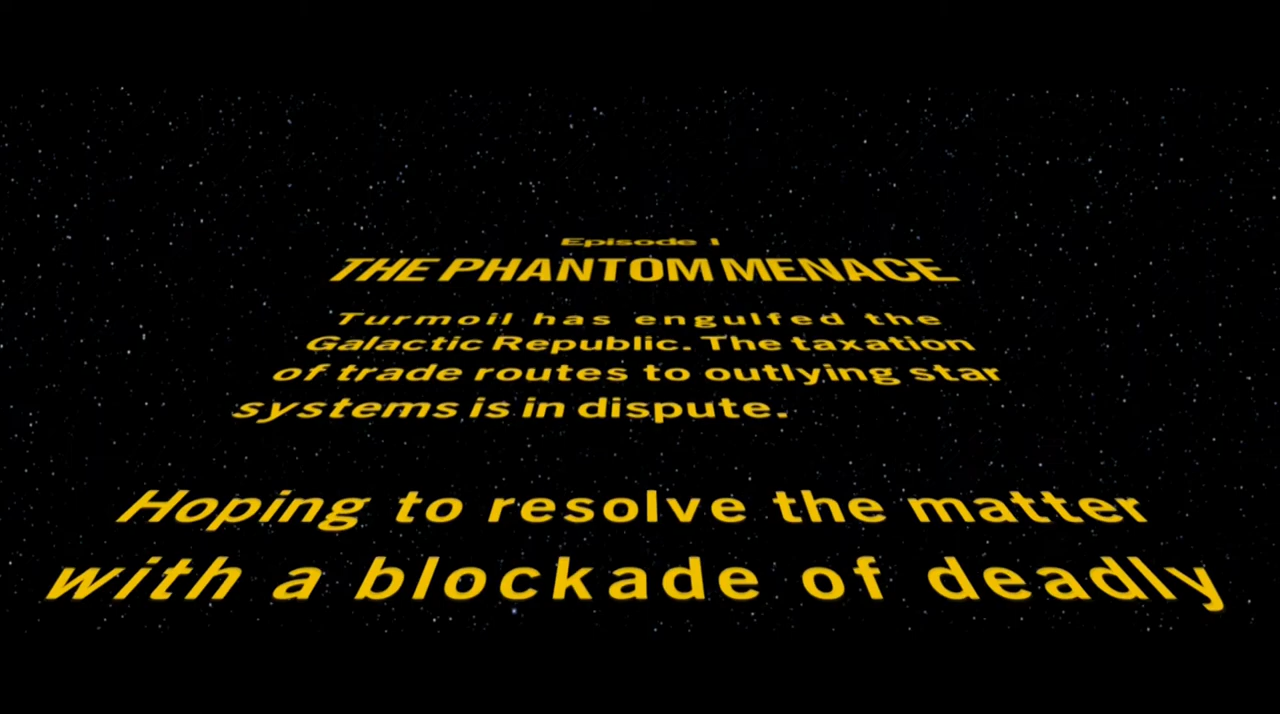 Episode I
THE PHANTOM MENACE
Turmoil has engulfed the
Galactic Republic. The taxation
of trade routes to outlying star
systems is in dispute.
Hoping to resolve the matter
with a blockade of deadly